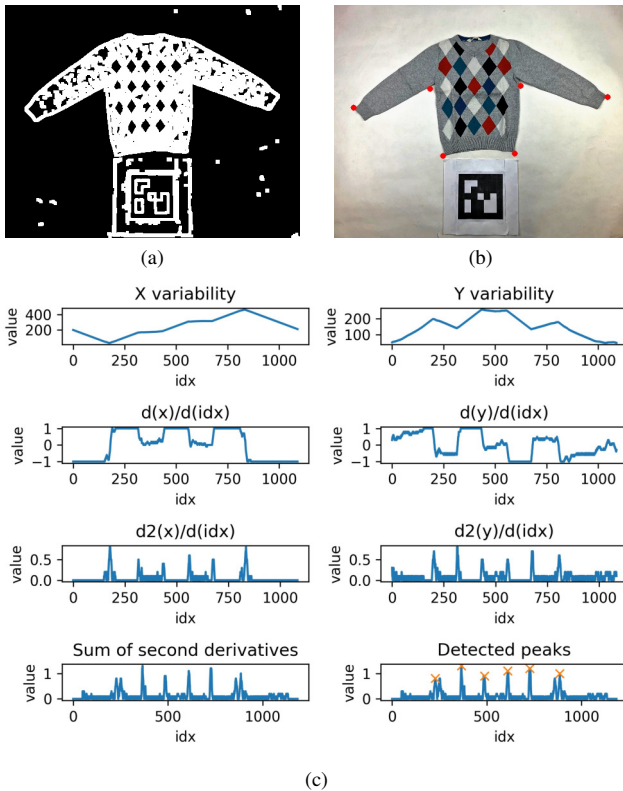 (a)
(b)
X variability
value
400
200
0
250
500
750
1000
idx
Y variability
value
200
100
0
250
500
750
1000
idx
d(x)/d(idx)
value
1
0
−1
0
250
500
750
1000
idx
d(y)/d(idx)
value
1
0
−1
0
250
500
750
1000
idx
d2(x)/d(idx)
value
0.5
0.0
0
250
500
750
1000
idx
d2(y)/d(idx)
value
0.5
0.0
0
250
500
750
1000
idx
Sum of second derivatives
value
1
0
0
500
1000
idx
Detected peaks
value
1
0
0
500
1000
idx
(c)